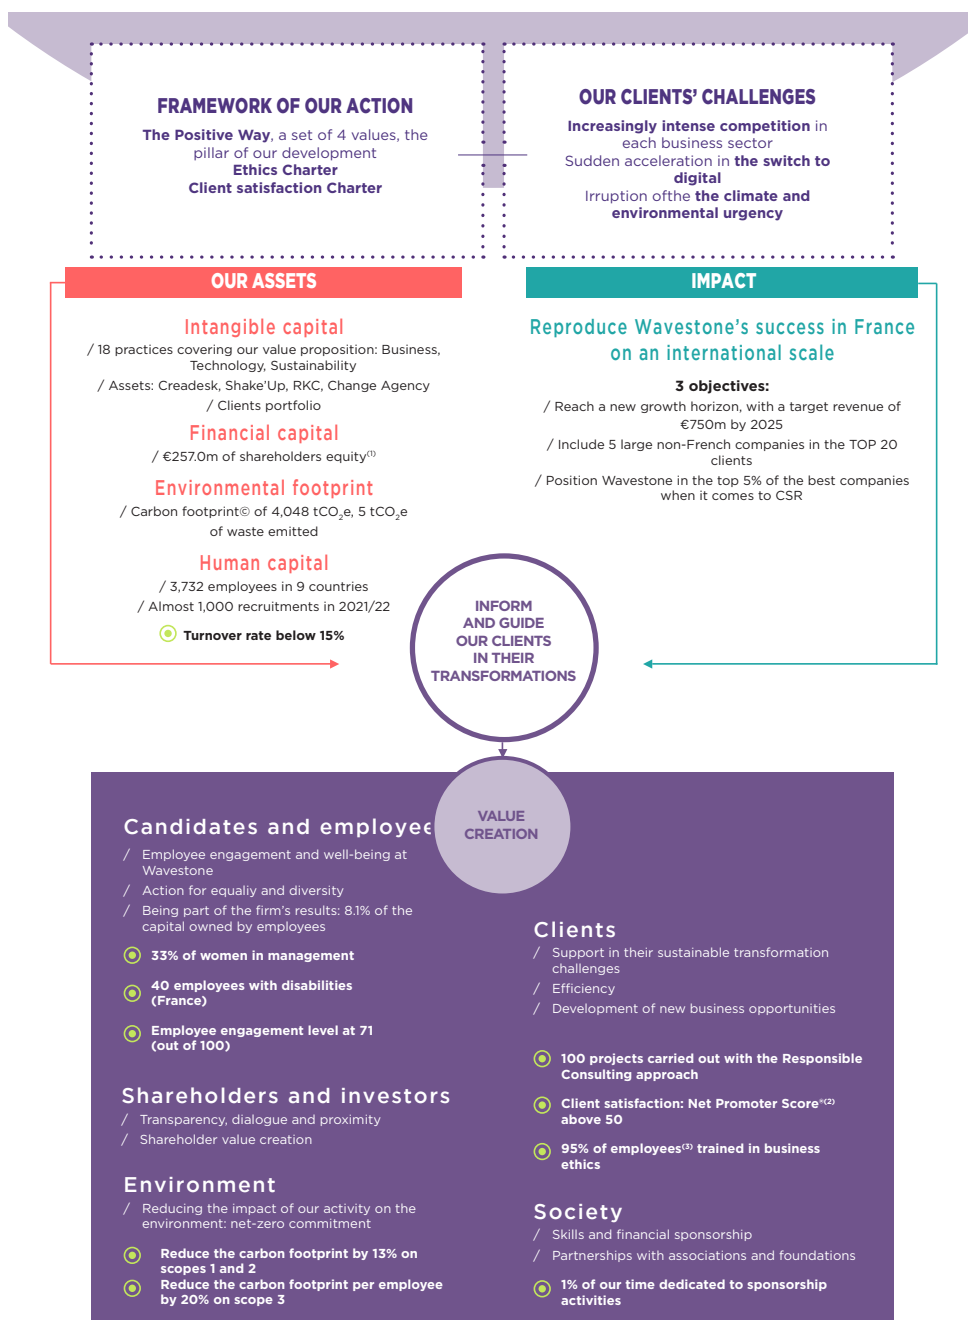 FRAMEWORK OF OUR ACTION
The Positive Way, a set of 4 values, the
pillar of our development
Ethics Charter
Client satisfaction Charter
OUR CLIENTS' CHALLENGES
Increasingly intense competition in
each business sector
Sudden acceleration in the switch to
digital
Irruption ofthe the climate and
environmental urgency
OUR ASSETS
Intangible capital
/ 18 practices covering our value proposition: Business,
Technology, Sustainability
/ Assets: Creadesk, Shake'Up, RKC, Change Agency
/ Clients portfolio
Financial capital
/ €257.0m of shareholders equity(1)
Environmental footprint
/ Carbon footprint© of 4,048 tCO2e, 5 tCO2e
of waste emitted
Human capital
/ 3,732 employees in 9 countries
/ Almost 1,000 recruitments in 2021/22
Turnover rate below 15%
IMPACT
Reproduce Wavestone's success in France
on an international scale
3 objectives:
/ Reach a new growth horizon, with a target revenue of
€750m by 2025
/ Include 5 large non-French companies in the TOP 20
clients
/ Position Wavestone in the top 5% of the best companies
when it comes to CSR
INFORM
AND GUIDE
OUR CLIENTS
IN THEIR
TRANSFORMATIONS
VALUE
CREATION
Candidates and employee
/ Employee engagement and well-being at
Wavestone
/ Action for equaliy and diversity
/ Being part of the firm's results: 8.1% of the
capital owned by employees
33% of women in management
40 employees with disabilities
(France)
Employee engagement level at 71
(out of 100)
Shareholders and investors
/ Transparency, dialogue and proximity
/ Shareholder value creation
Environment
/ Reducing the impact of our activity on the
environment: net-zero commitment
Reduce the carbon footprint by 13% on
scopes 1 and 2
Reduce the carbon footprint per employee
by 20% on scope 3
Clients
/ Support in their sustainable transformation
challenges
/ Efficiency
/ Development of new business opportunities
100 projects carried out with the Responsible
Consulting approach
Client satisfaction: Net Promoter Score®(2)
above 50
95% of employees(3) trained in business
ethics
Society
/ Skills and financial sponsorship
/ Partnerships with associations and foundations
1% of our time dedicated to sponsorship
activities